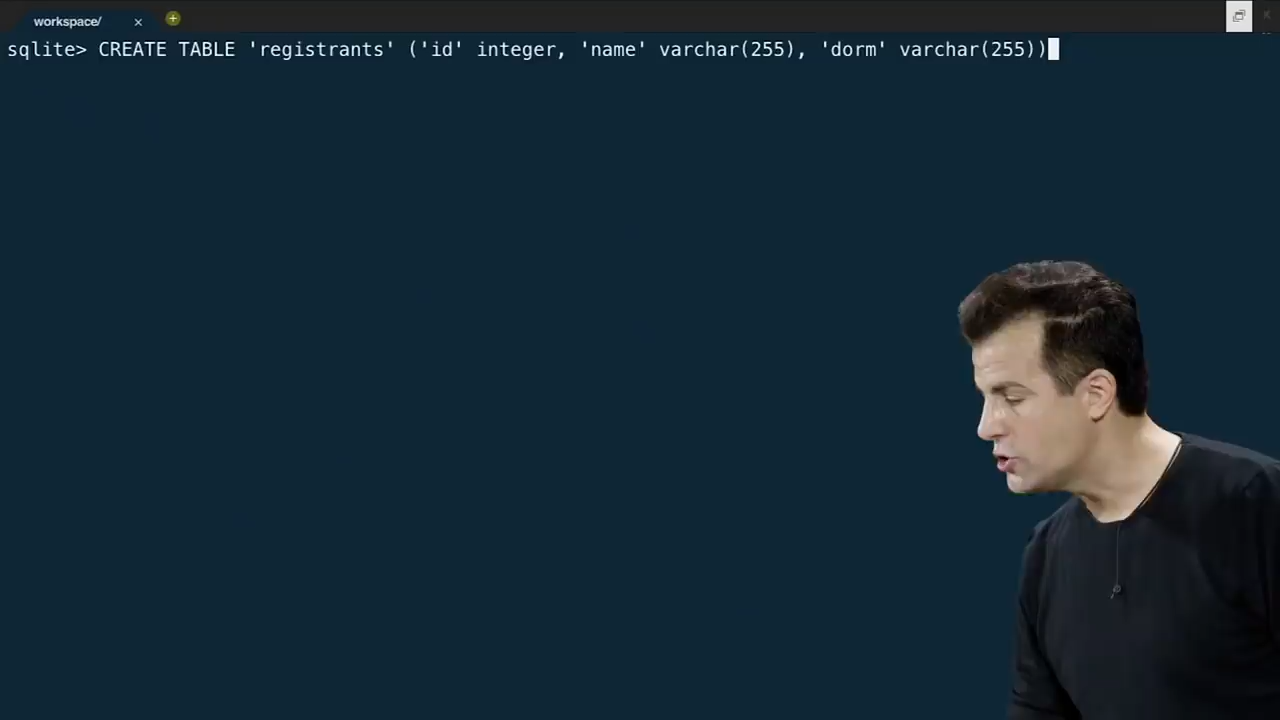 workspace/
sqlite> CREATE TABLE 'registrants' ('id' integer, 'name' varchar(255), 'dorm' varchar(255))